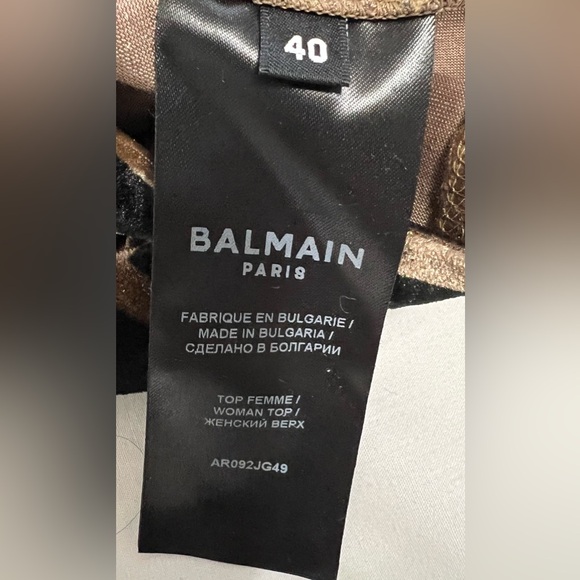 40
BALMAIN
PARIS
FABRIQUE EN BULGARIE /
MADE IN BULGARIA /
СДЕЛАНО В БОЛГАРИИ
TOP FEMME /
WOMAN TOP /
ЖЕНСКИЙ ВЕРХ
AR092JG49